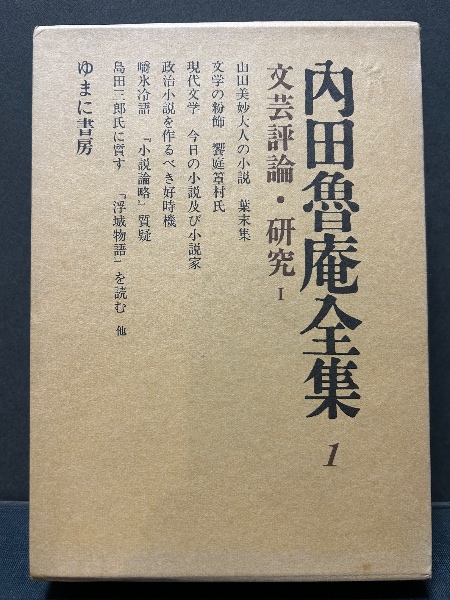 内田魯庵全集 1
文芸評論・研究 I
山田美妙大人の小説 葉末集
文学の粉飾 饗庭篁村氏
現代文学 今日の小説及び小説家
政治小説を作るべき好時機
嚼氷冷語 『小説論略』質疑
島田三郎氏に質す 『浮城物語』を読む 他
ゆまに書房